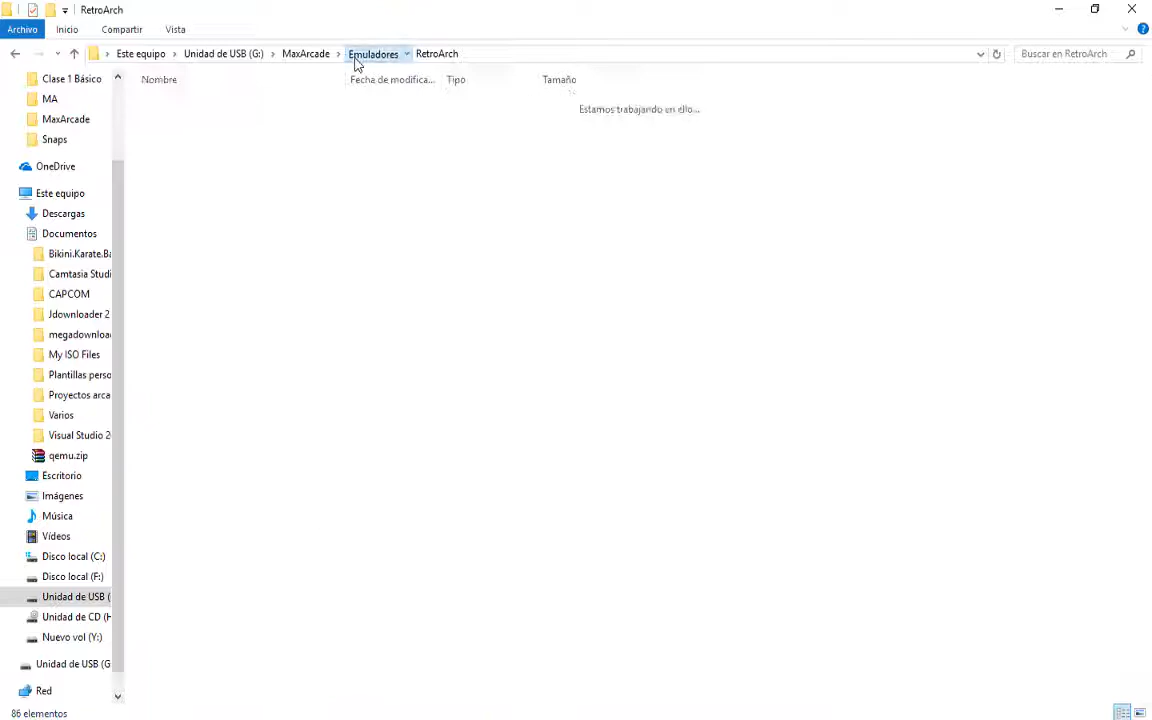 RetroArch
Archivo Inicio Compartir Vista
Este equipo Unidad de USB (G:) MaxArcade Emuladores RetroArch Buscar en RetroArch
Nombre Fecha de modifica... Tipo Tamaño
Estamos trabajando en ello...
Clase 1 Básico
MA
MaxArcade
Snaps
OneDrive
Este equipo
Descargas
Documentos
Bikini.Karate.Ba
Camtasia Studi
CAPCOM
Jdownloader 2
megadownloa
My ISO Files
Plantillas perso
Proyectos arca
Varios
Visual Studio 2
qemu.zip
Escritorio
Imágenes
Música
Vídeos
Disco local (C:)
Disco local (F:)
Unidad de USB (
Unidad de CD (H
Nuevo vol (Y:)
Unidad de USB (G
Red
86 elementos